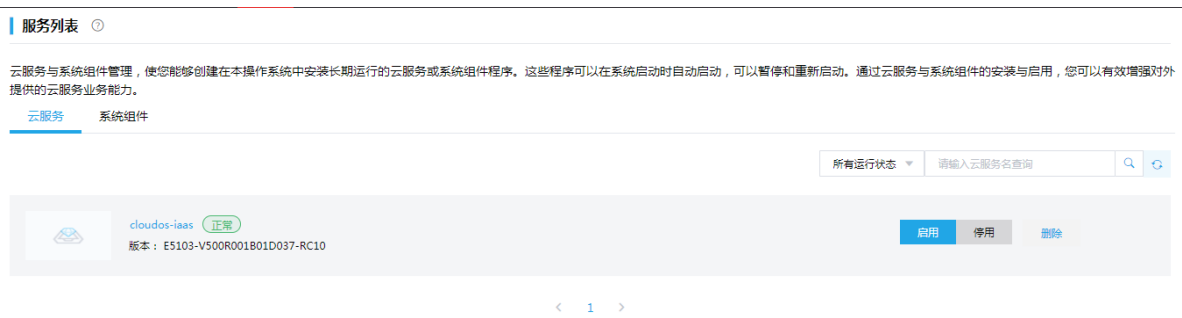 服务列表
云服务与系统组件管理，使您能够创建在本操作系统中安装长期运行的云服务或系统组件程序。这些程序可以在系统启动时自动启动，可以暂停和重新启动。通过云服务与系统组件的安装与启用，您可以有效增强对外
提供的云服务业务能力。
云服务 系统组件
所有运行状态 请输入云服务名查询
cloudos-iaas 正常
版本： E5103-V500R001B01D037-RC10
启用 停用 删除
< 1 >